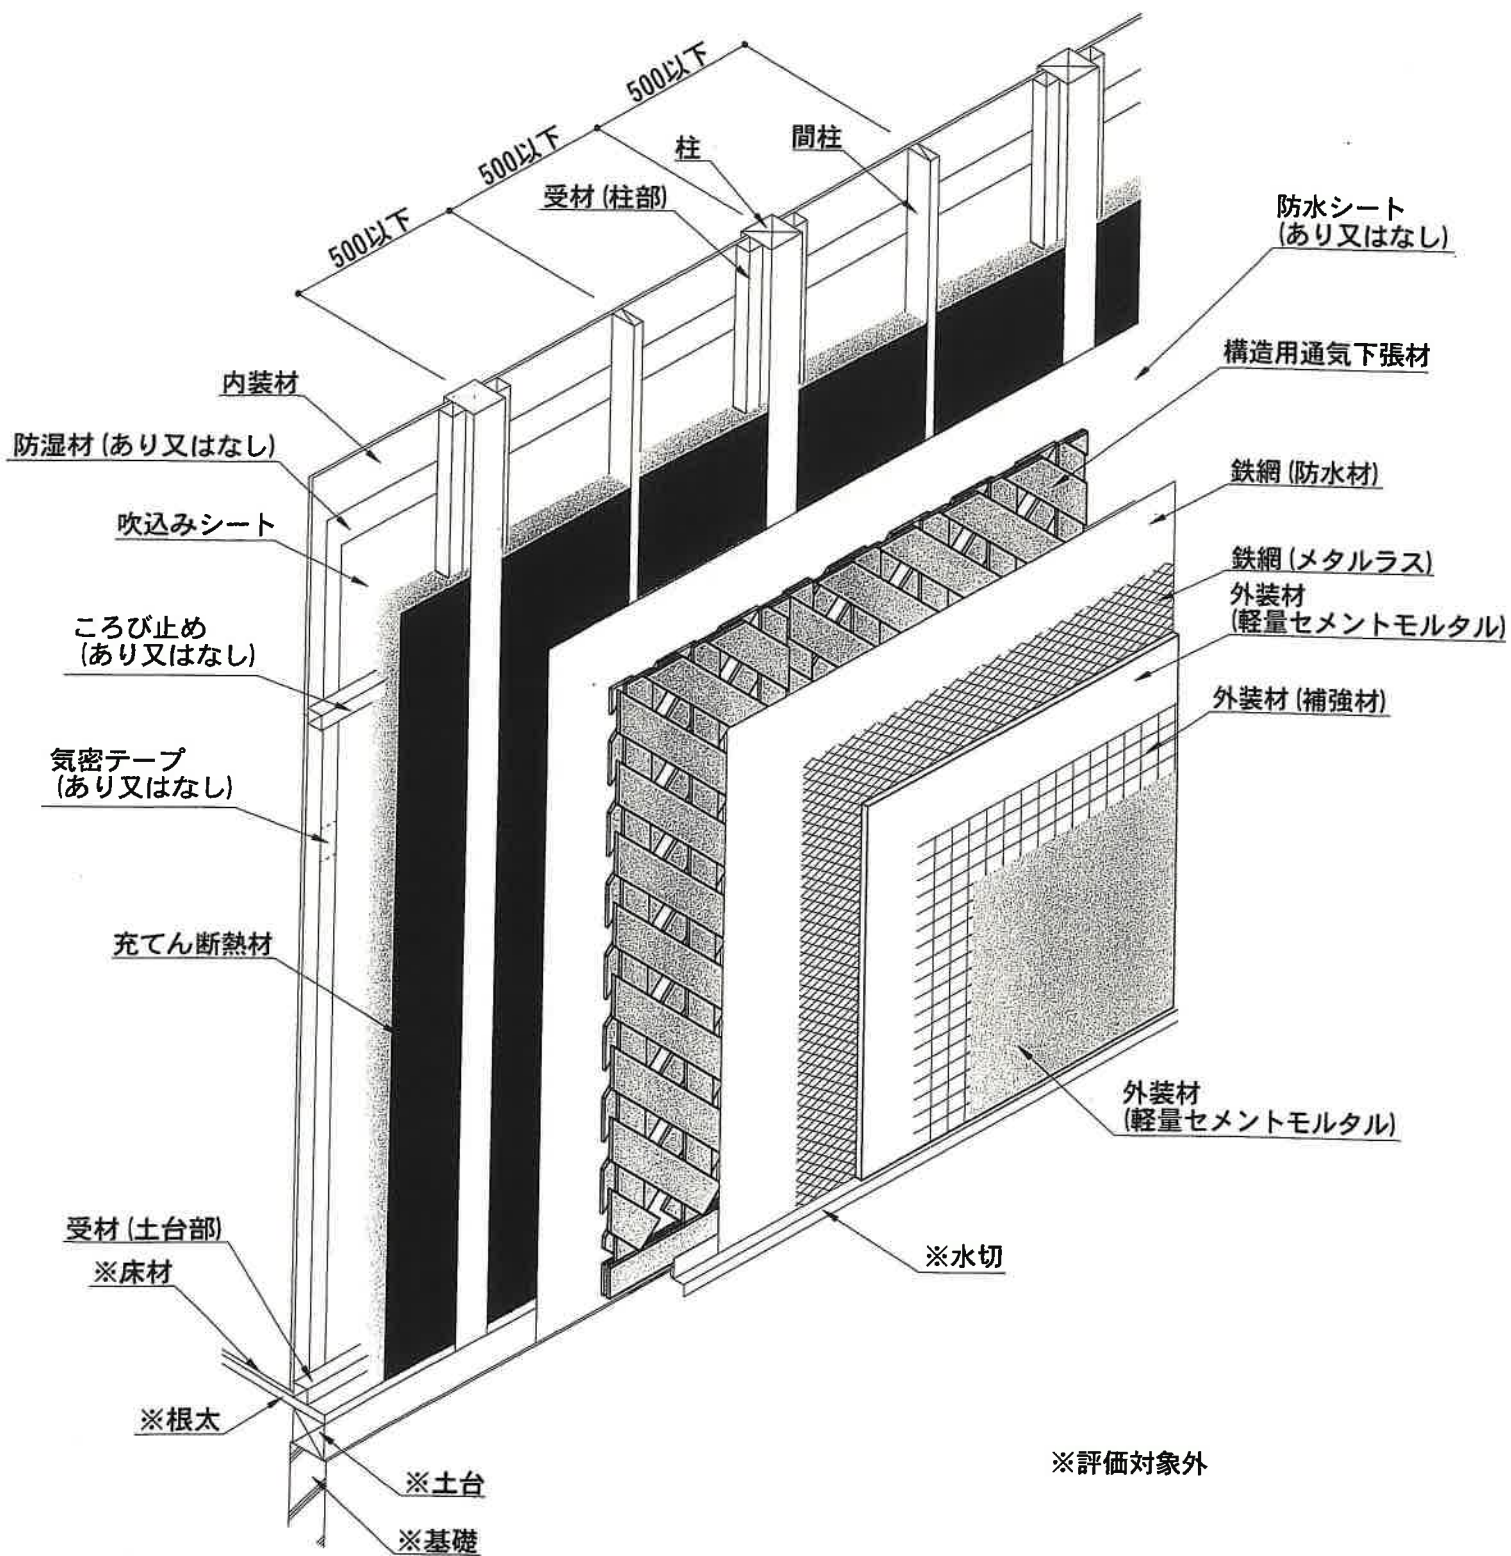 500以下
500以下
500以下
柱
間柱
受材(柱部)
防水シート
(あり又はなし)
構造用通気下張材
内装材
防湿材(あり又はなし)
鉄網(防水材)
吹込みシート
鉄網(メタルラス)
外装材
(軽量セメントモルタル)
ころび止め
(あり又はなし)
外装材(補強材)
気密テープ
(あり又はなし)
充てん断熱材
外装材
(軽量セメントモルタル)
受材(土台部)
※床材
※水切
※根太
※土台
※基礎
※評価対象外